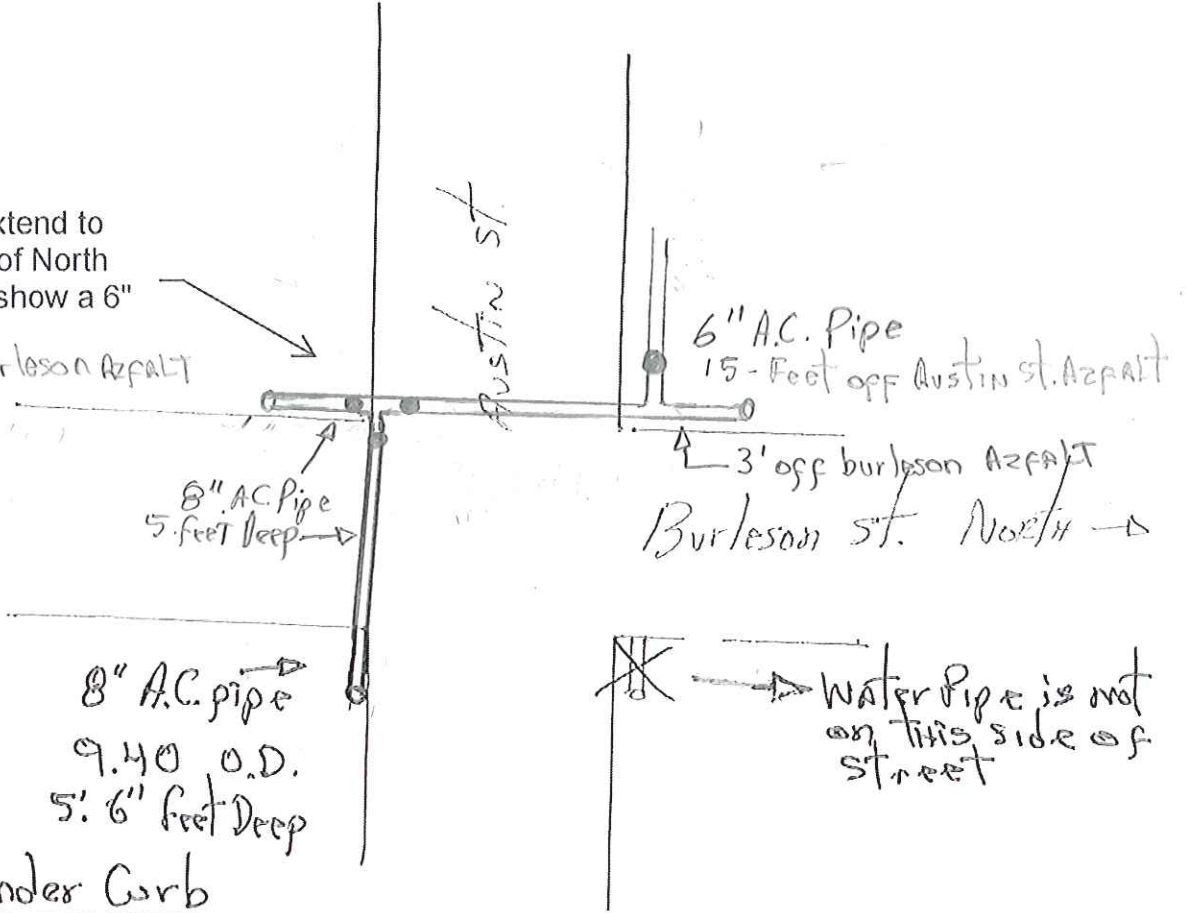 xtend to
of North
show a 6"
rleson AzfALT
Austin St.
6" A.C. Pipe
15-Feet off Austin St. AzfAlt
3' off burleson AzfAlT
Burleson St. North
8" A.C. Pipe
5. feet Deep
8" A.C. pipe
9.40 O.D.
5'. 6" feet Deep
nder Curb
Water Pipe is not
on This side of
street